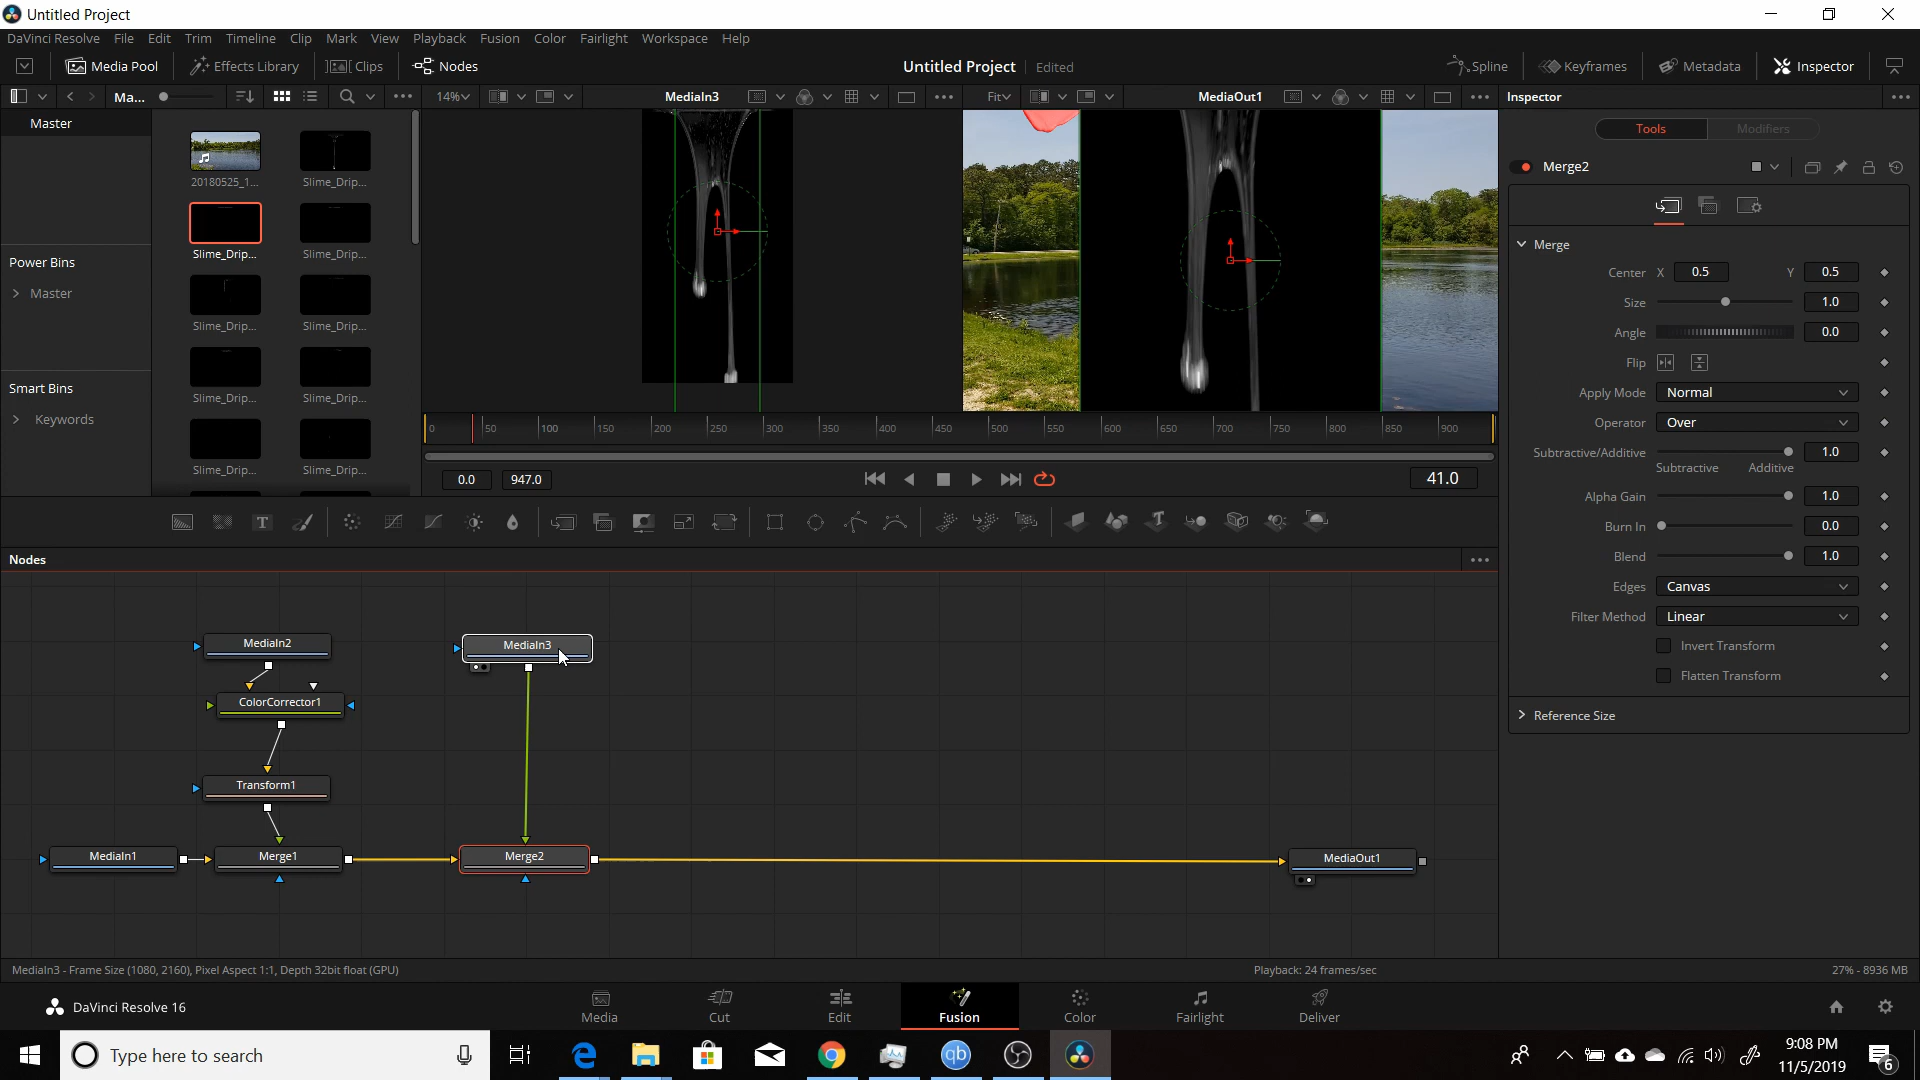 Untitled Project
DaVinci Resolve File Edit Trim Timeline Clip Mark View Playback Fusion Color Fairlight Workspace Help
Media Pool Effects Library Clips Nodes Untitled Project Edited Spline Keyframes Metadata Inspector
Ma... 14% MediaIn3 Fit MediaOut1 Inspector
Master
Tools Modifiers
20180525_1... Slime_Drip...
Merge2
Slime_Drip... Slime_Drip...
Power Bins
Master
Merge
Center X 0.5 Y 0.5
Size 1.0
Slime_Drip... Slime_Drip...
Angle 0.0
Flip
Smart Bins
Keywords
Slime_Drip... Slime_Drip...
Apply Mode Normal
Operator Over
0 50 100 150 200 250 300 350 400 450 500 550 600 650 700 750 800 850 900
Subtractive/Additive 1.0
Subtractive Additive
Slime_Drip... Slime_Drip...
0.0 947.0 41.0
Alpha Gain 1.0
Burn In 0.0
T
Blend 1.0
Nodes
Edges Canvas
Filter Method Linear
Invert Transform
Flatten Transform
Reference Size
MediaIn2 MediaIn3
ColorCorrector1
Transform1
MediaIn1 Merge1 Merge2 MediaOut1
MediaIn3 - Frame Size (1080, 2160), Pixel Aspect 1:1, Depth 32bit float (GPU) Playback: 24 frames/sec 27% - 8936 MB
DaVinci Resolve 16 Media Cut Edit Fusion Color Fairlight Deliver
Type here to search
qb
9:08 PM
11/5/2019
6